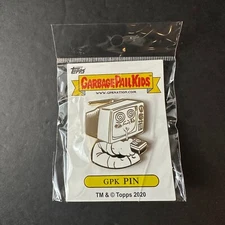 Topps
GARBAGE PAIL KIDS
WWW.GPKNATION.COM
GPK PIN
TM & © Topps 2020